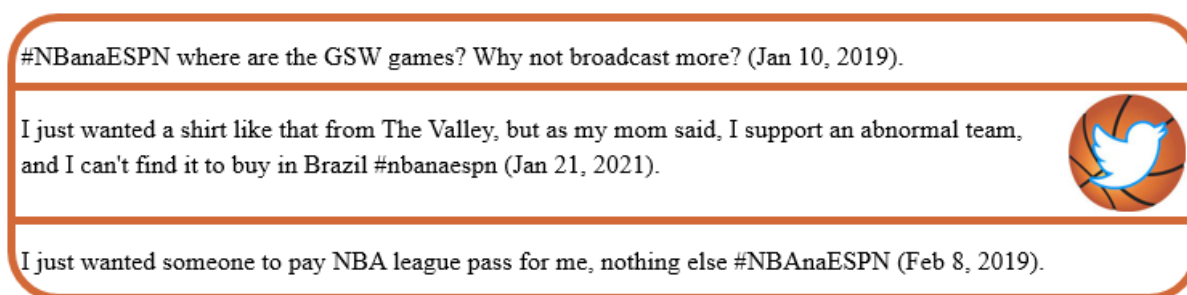 #NBanaESPN where are the GSW games? Why not broadcast more? (Jan 10, 2019).
I just wanted a shirt like that from The Valley, but as my mom said, I support an abnormal team,
and I can't find it to buy in Brazil #nbanaespn (Jan 21, 2021).
I just wanted someone to pay NBA league pass for me, nothing else #NBAnaESPN (Feb 8, 2019).